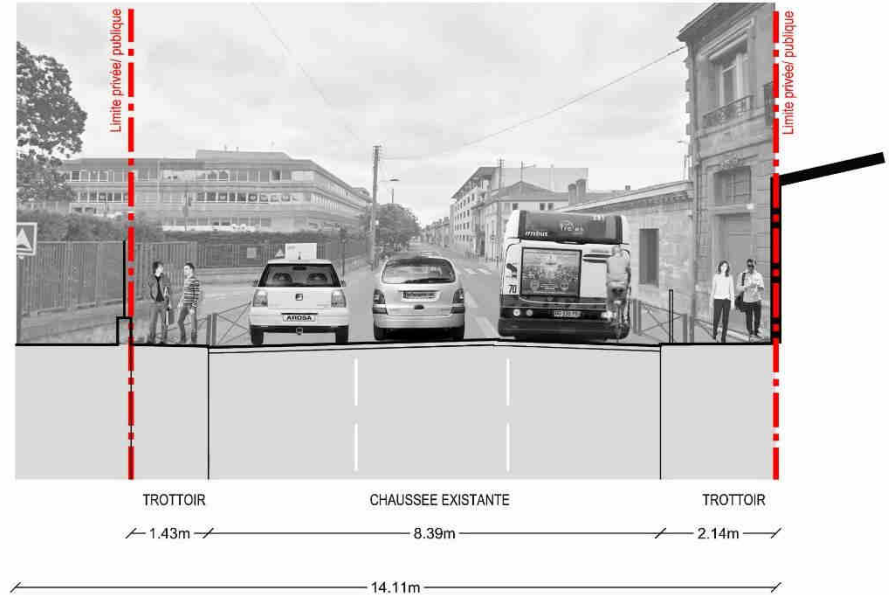 Limite privée/ publique
Limite privée/ publique
irisbus
70
AROSA
TROTTOIR
CHAUSSEE EXISTANTE
TROTTOIR
1.43m
8.39m
2.14m
14.11m